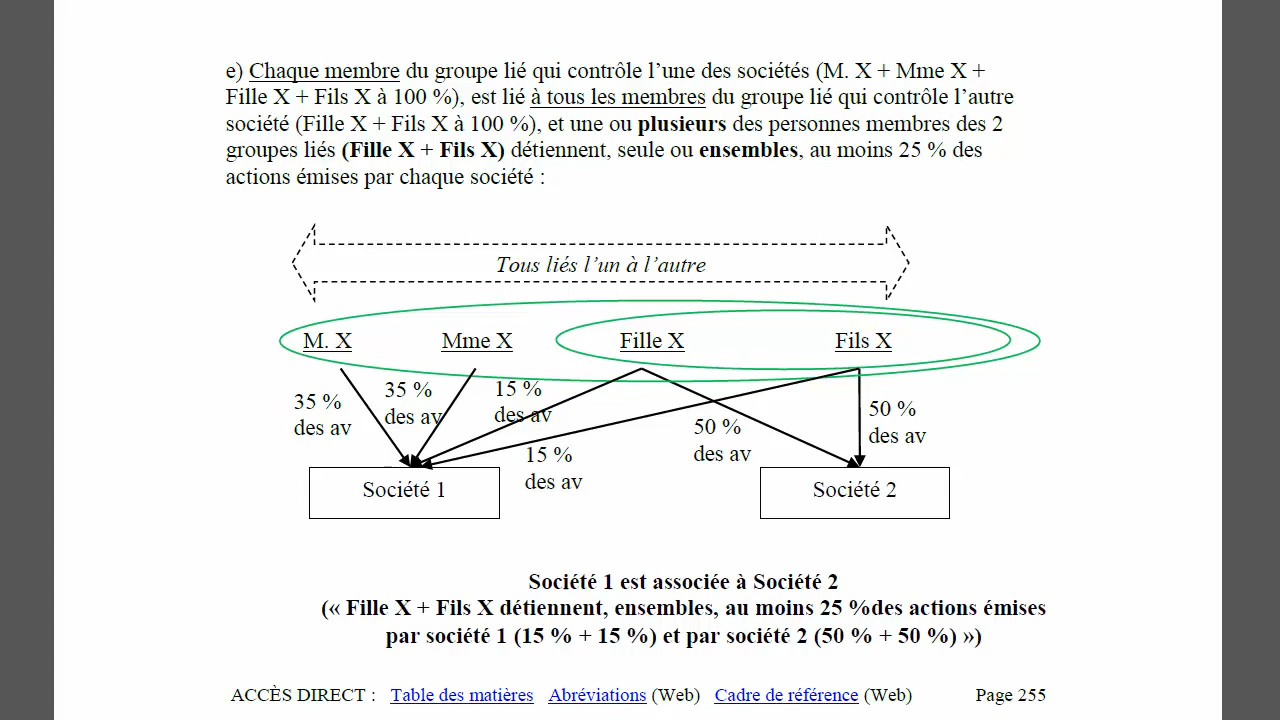 e) Chaque membre du groupe lié qui contrôle l’une des sociétés (M. X + Mme X +
Fille X + Fils X à 100 %), est lié à tous les membres du groupe lié qui contrôle l’autre
société (Fille X + Fils X à 100 %), et une ou plusieurs des personnes membres des 2
groupes liés (Fille X + Fils X) détiennent, seule ou ensembles, au moins 25 % des
actions émises par chaque société :
Tous liés l’un à l’autre
M. X Mme X Fille X Fils X
35 %
des av
35 %
des av
15 %
des av
15 %
des av
50 %
des av
50 %
des av
Société 1 Société 2
Société 1 est associée à Société 2
(« Fille X + Fils X détiennent, ensembles, au moins 25 %des actions émises
par société 1 (15 % + 15 %) et par société 2 (50 % + 50 %) »)
ACCÈS DIRECT : Table des matières Abréviations (Web) Cadre de référence (Web) Page 255